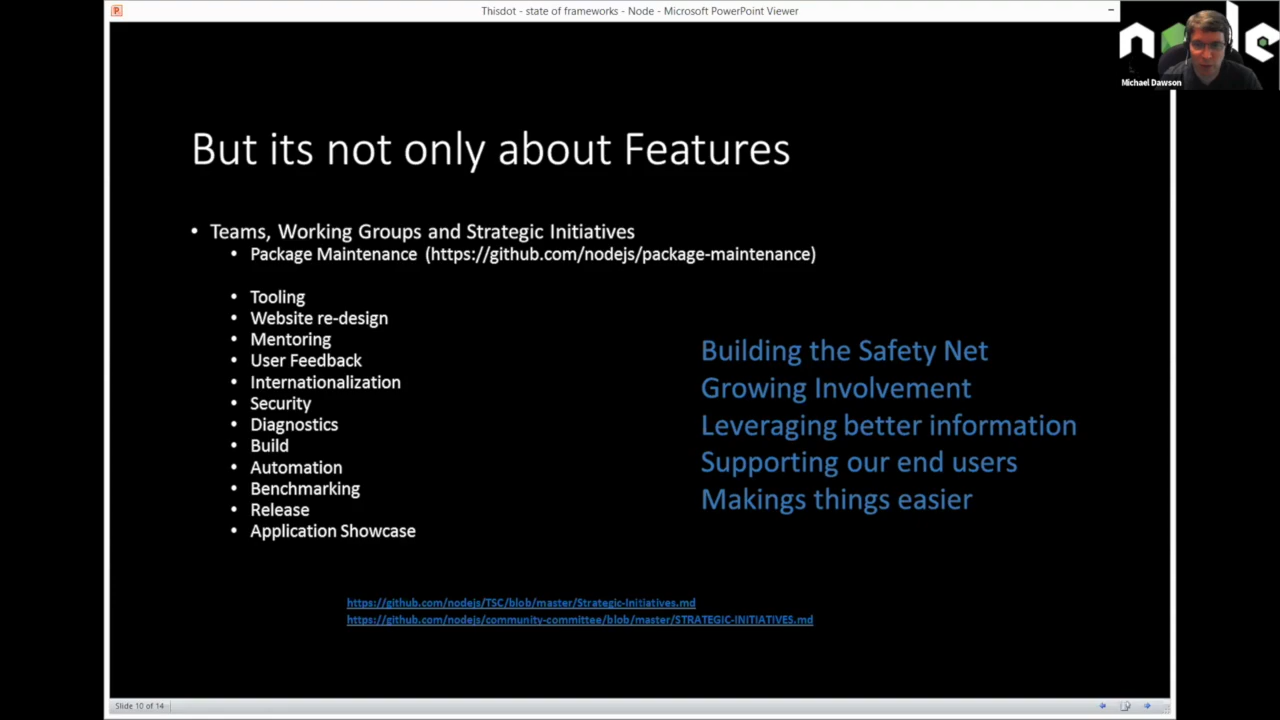 Thisdot - state of frameworks - Node - Microsoft PowerPoint Viewer
node
Michael Dawson
But its not only about Features
• Teams, Working Groups and Strategic Initiatives
• Package Maintenance (https://github.com/nodejs/package-maintenance)
• Tooling
• Website re-design
• Mentoring
• User Feedback
• Internationalization
• Security
• Diagnostics
• Build
• Automation
• Benchmarking
• Release
• Application Showcase
Building the Safety Net
Growing Involvement
Leveraging better information
Supporting our end users
Makings things easier
https://github.com/nodejs/TSC/blob/master/Strategic-Initiatives.md
https://github.com/nodejs/community-committee/blob/master/STRATEGIC-INITIATIVES.md
Slide 10 of 14